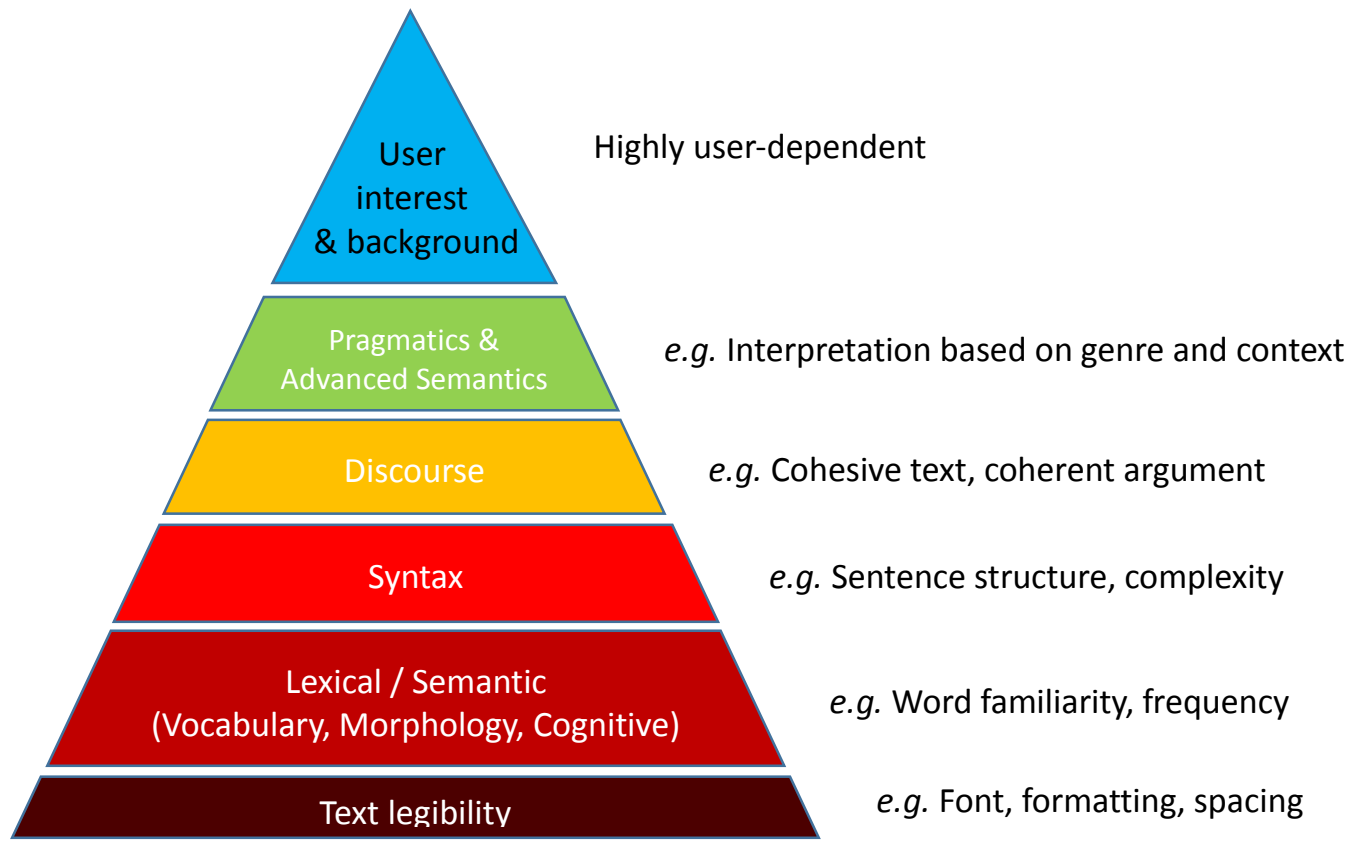 User
interest
& background
Highly user-dependent
Pragmatics &
Advanced Semantics
e.g. Interpretation based on genre and context
Discourse
e.g. Cohesive text, coherent argument
Syntax
e.g. Sentence structure, complexity
Lexical / Semantic
(Vocabulary, Morphology, Cognitive)
e.g. Word familiarity, frequency
Text legibility
e.g. Font, formatting, spacing